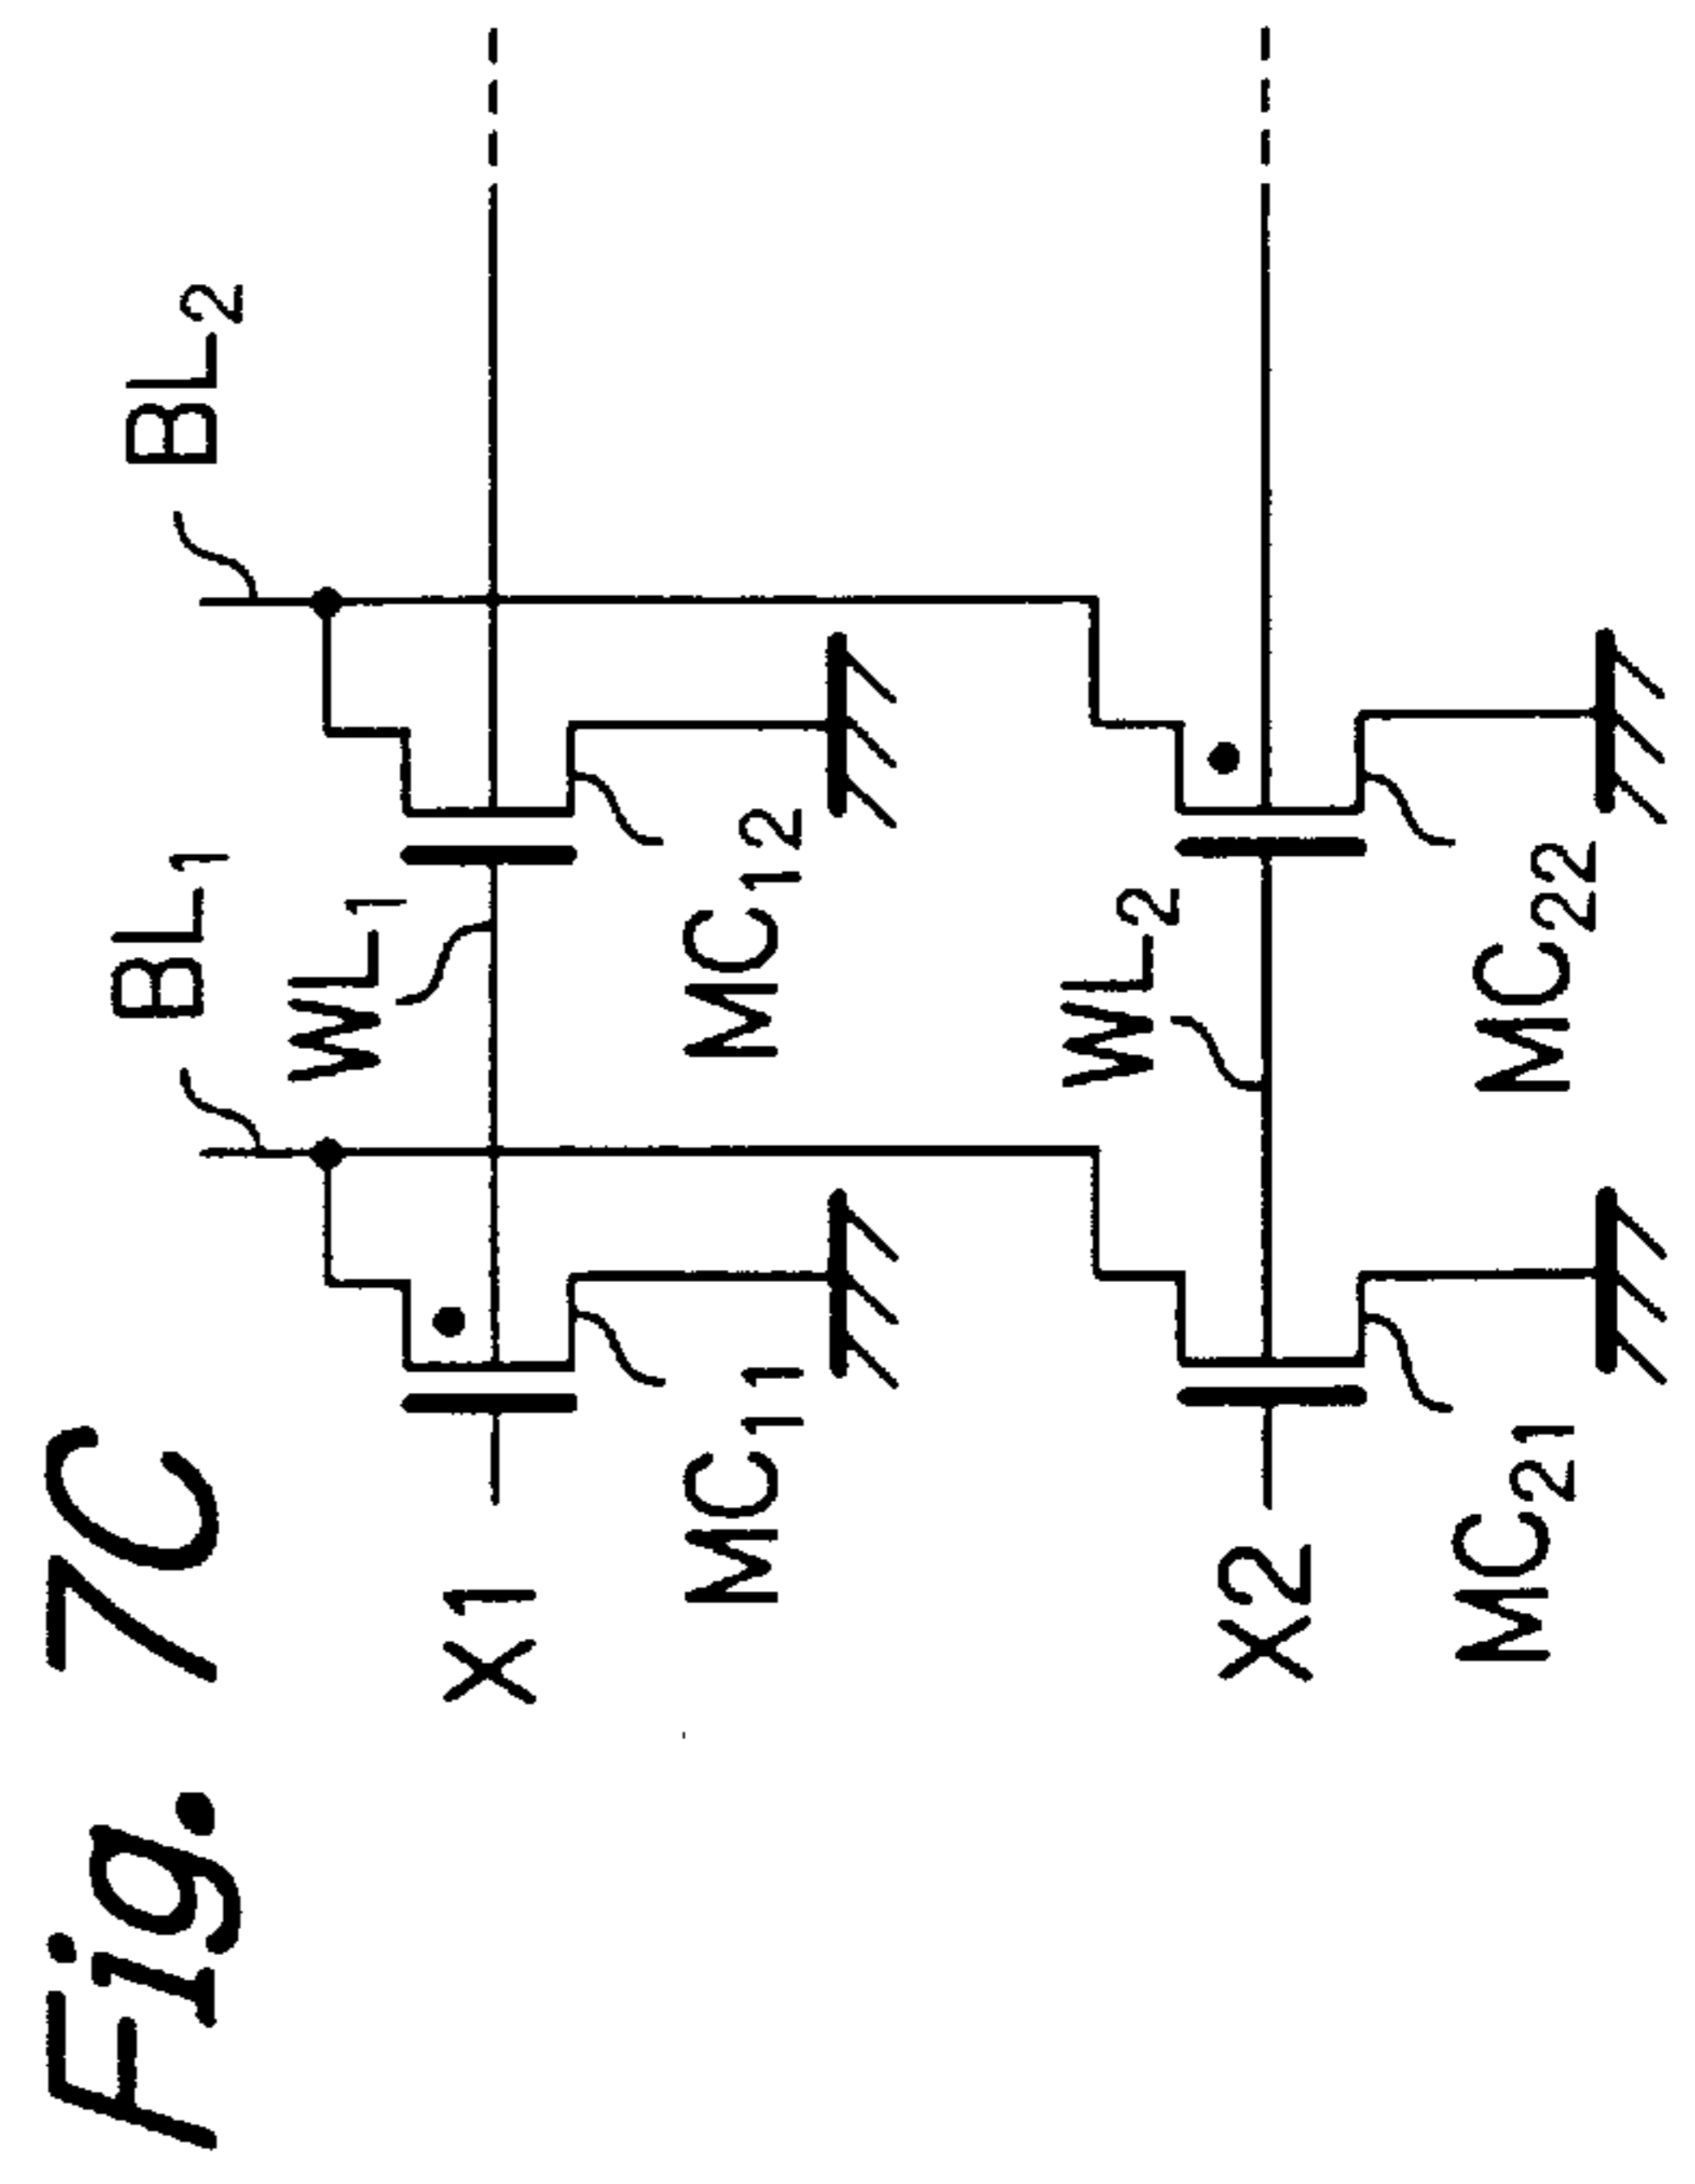 Fig. 7C
BL₁
BL₂
WL₁
X1
MC₁₁
MC₁₂
WL₂
X2
MC₂₁
MC₂₂